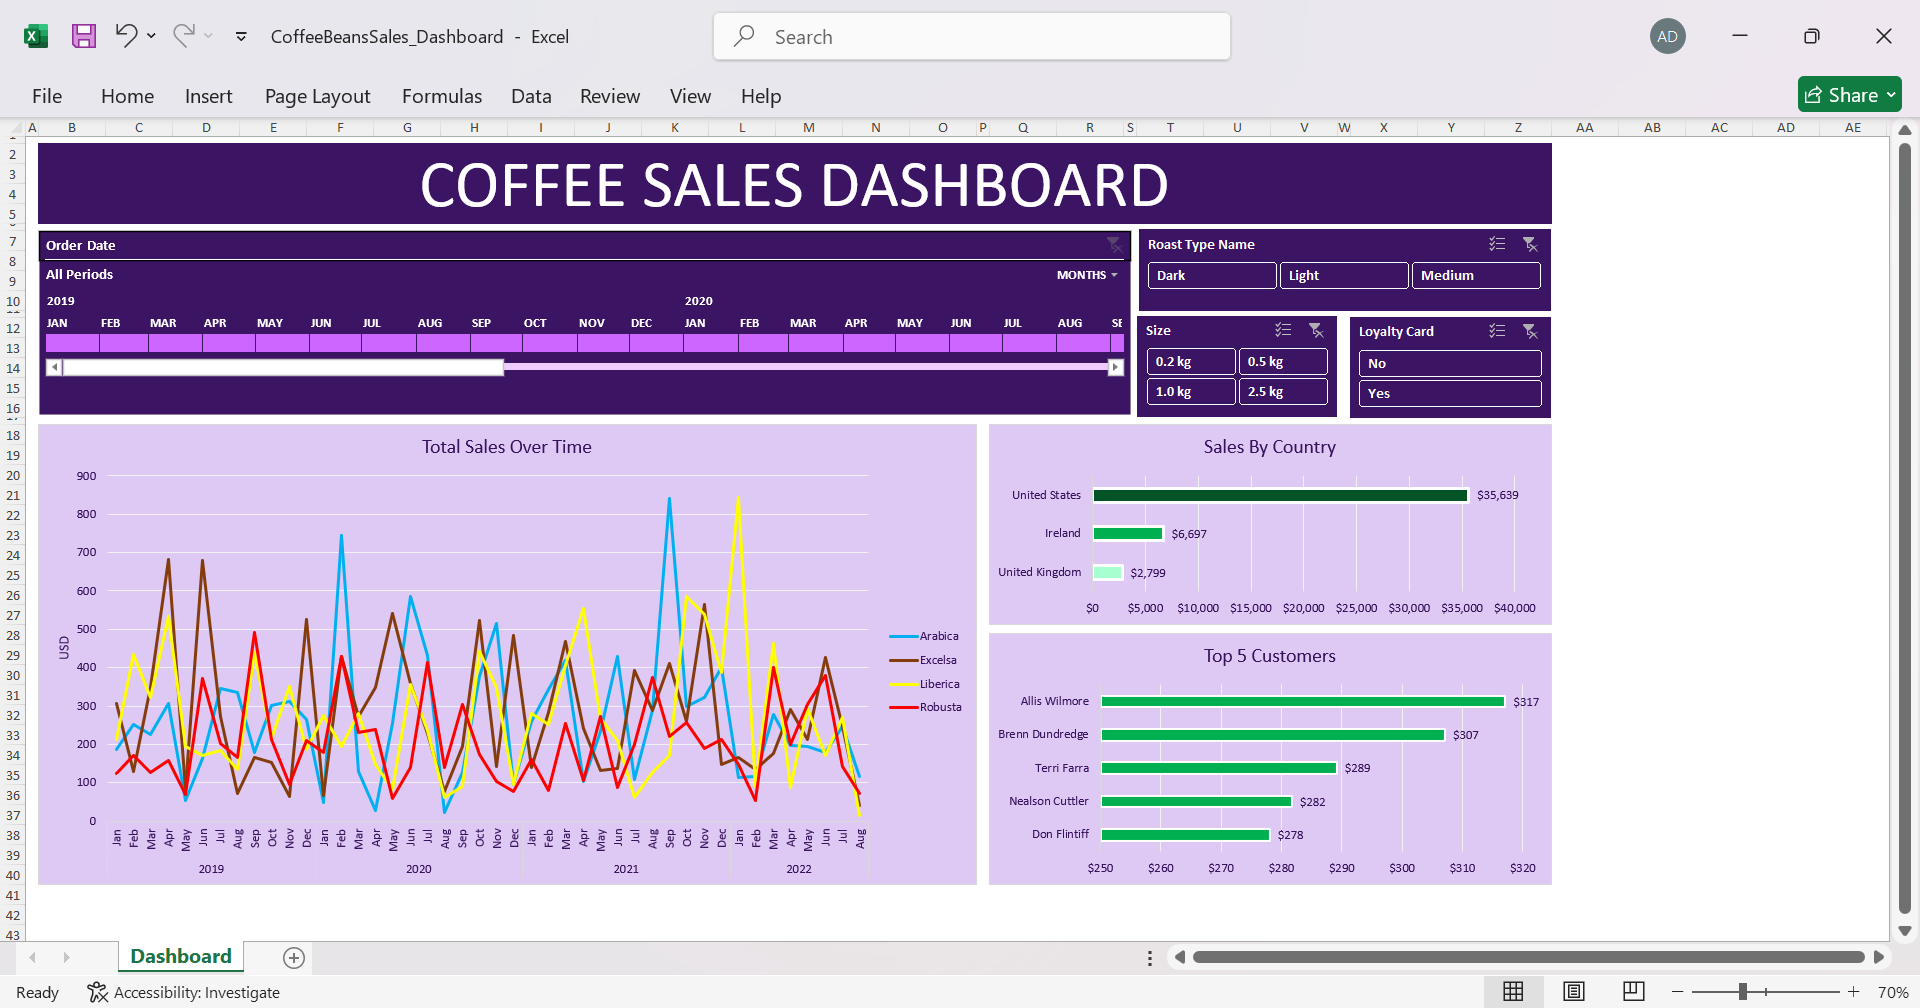 CoffeeBeansSales_Dashboard - Excel
Search
AD
File Home Insert Page Layout Formulas Data Review View Help
Share
A B C D E F G H I J K L M N O P Q R S T U V W X Y Z AA AB AC AD AE
2
3
4
5
7
8
9
10
12
13
14
15
16
18
19
20
21
22
23
24
25
26
27
28
29
30
31
32
33
34
35
36
37
38
39
40
41
42
43
COFFEE SALES DASHBOARD
Order Date
All Periods MONTHS
2019 2020
JAN FEB MAR APR MAY JUN JUL AUG SEP OCT NOV DEC JAN FEB MAR APR MAY JUN JUL AUG
Roast Type Name
Dark Light Medium
Size
0.2 kg 0.5 kg
1.0 kg 2.5 kg
Loyalty Card
No
Yes
Total Sales Over Time
900
800
700
600
500
400
300
200
100
0
USD
Jan Feb Mar Apr May Jun Jul Aug Sep Oct Nov Dec Jan Feb Mar Apr May Jun Jul Aug Sep Oct Nov Dec Jan Feb Mar Apr May Jun Jul Aug Sep Oct Nov Dec Jan Feb Mar Apr May Jun Jul Aug
2019 2020 2021 2022
Arabica
Excelsa
Liberica
Robusta
Sales By Country
United States $35,639
Ireland $6,697
United Kingdom $2,799
$0 $5,000 $10,000 $15,000 $20,000 $25,000 $30,000 $35,000 $40,000
Top 5 Customers
Allis Wilmore $317
Brenn Dundredge $307
Terri Farra $289
Nealson Cuttler $282
Don Flintiff $278
$250 $260 $270 $280 $290 $300 $310 $320
Dashboard
Ready Accessibility: Investigate 70%